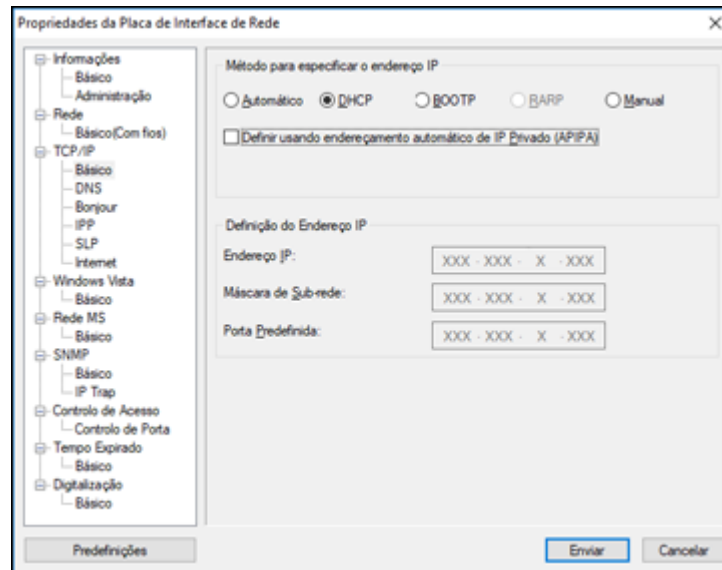 Propriedades da Placa de Interface de Rede
Informações
Básico
Administração
Rede
Básico(Com fios)
TCP/IP
Básico
DNS
Bonjour
IPP
SLP
Internet
Windows Vista
Básico
Rede MS
Básico
SNMP
Básico
IP Trap
Controlo de Acesso
Controlo de Porta
Tempo Expirado
Básico
Digitalização
Básico
Predefinições
Método para especificar o endereço IP
Automático DHCP BOOTP RARP Manual
Definir usando endereçamento automático de IP Privado (APIPA)
Definição do Endereço IP
Endereço IP: XXX . XXX . X . XXX
Máscara de Sub-rede: XXX . XXX . X . XXX
Porta Predefinida: XXX . XXX . X . XXX
Enviar Cancelar